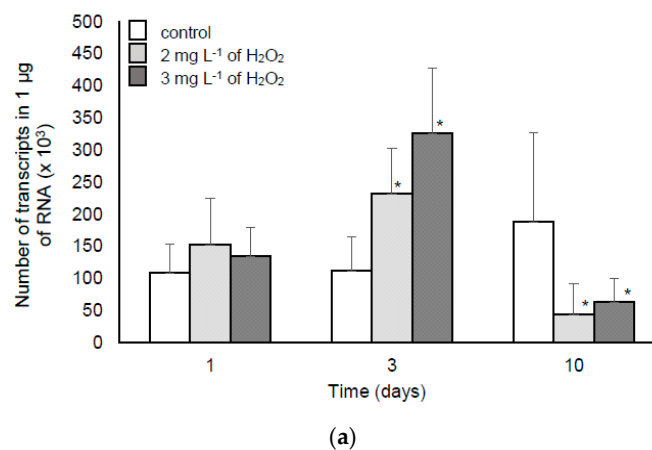 500
450
400
350
300
250
200
150
100
50
0
Number of transcripts in 1 µg
of RNA (x 10³)
control
2 mg L⁻¹ of H₂O₂
3 mg L⁻¹ of H₂O₂
*
*
*
*
1 3 10
Time (days)
(a)